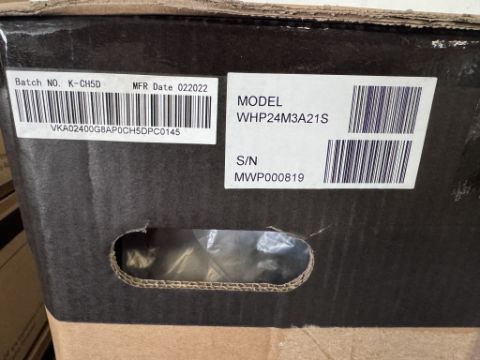 Batch NO. K-CH5D MFR Date 022022
VKA02400G8AP0CH5DPC0145
MODEL
WHP24M3A21S
S/N
MWP000819